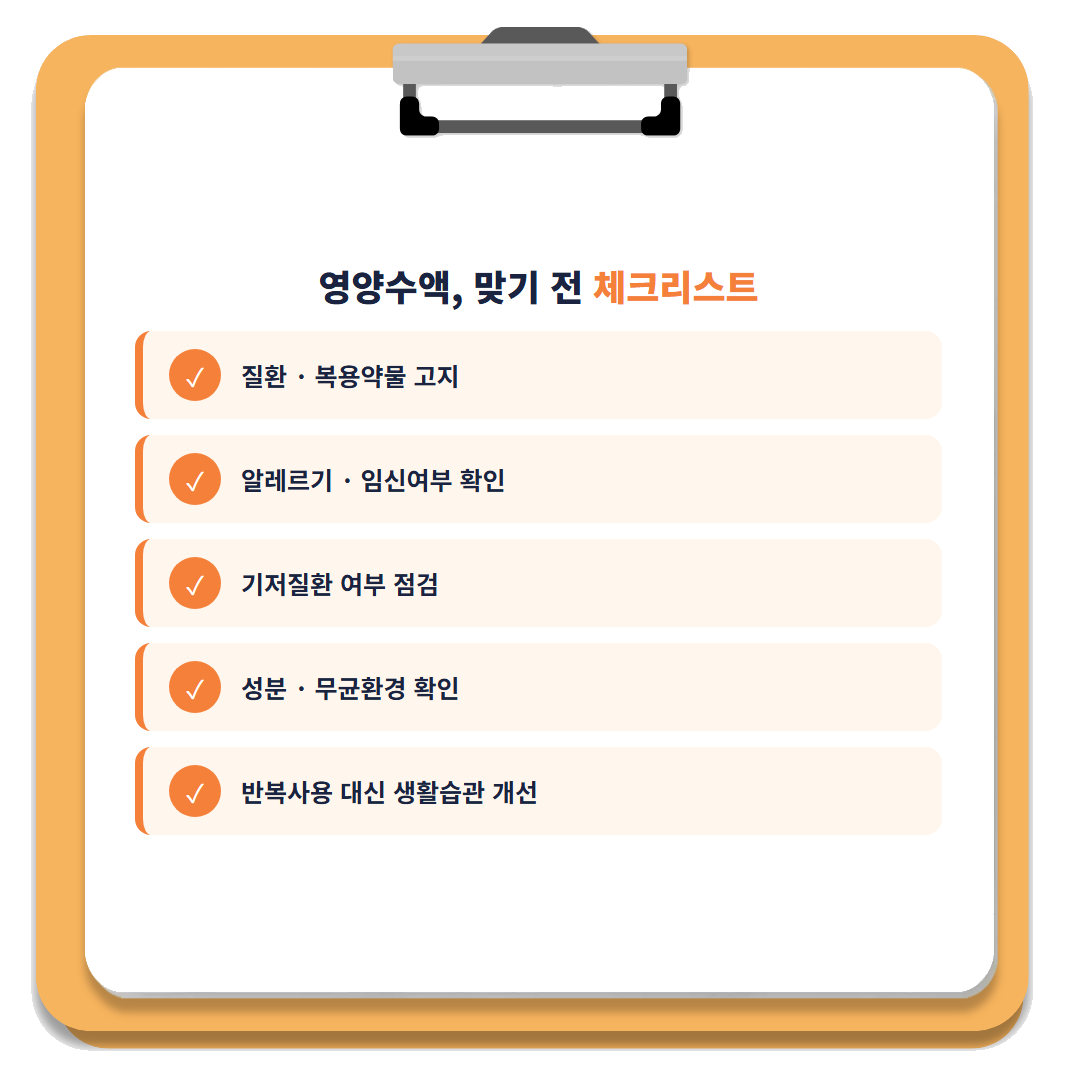 영양수액, 맞기 전 체크리스트
✓ 질환 · 복용약물 고지
✓ 알레르기 · 임신여부 확인
✓ 기저질환 여부 점검
✓ 성분 · 무균환경 확인
✓ 반복사용 대신 생활습관 개선